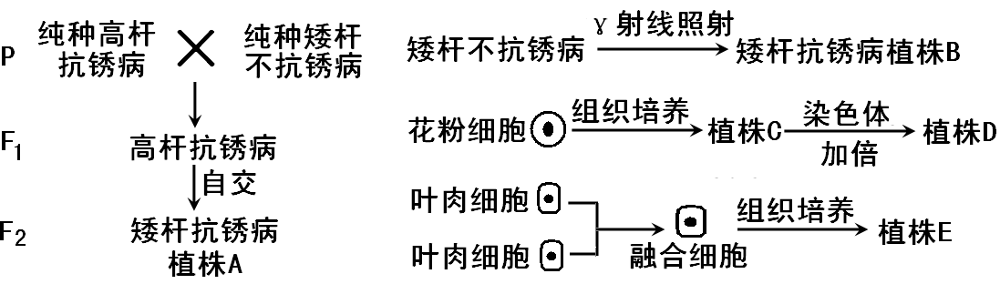 P 纯种高杆 纯种矮杆
抗锈病 不抗锈病
F1 高杆抗锈病
自交
F2 矮杆抗锈病
植株A
矮杆不抗锈病 γ射线照射 矮杆抗锈病植株B
花粉细胞 组织培养 植株C 染色体 植株D
加倍
叶肉细胞
叶肉细胞
融合细胞 组织培养 植株E